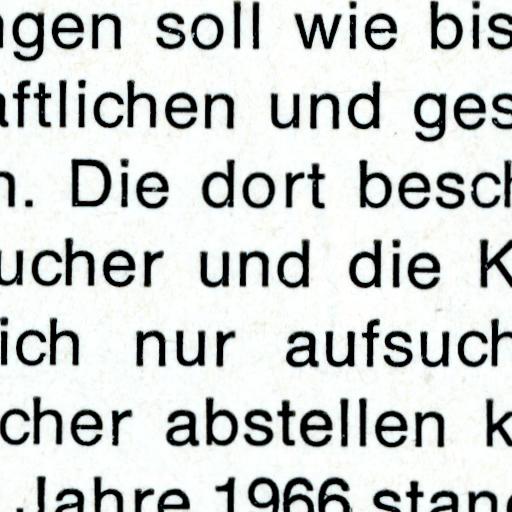 ngen soll wie bis
aftlichen und ges
n. Die dort besch
ucher und die K
ich nur aufsuch
cher abstellen k
Jahre 1966 stand